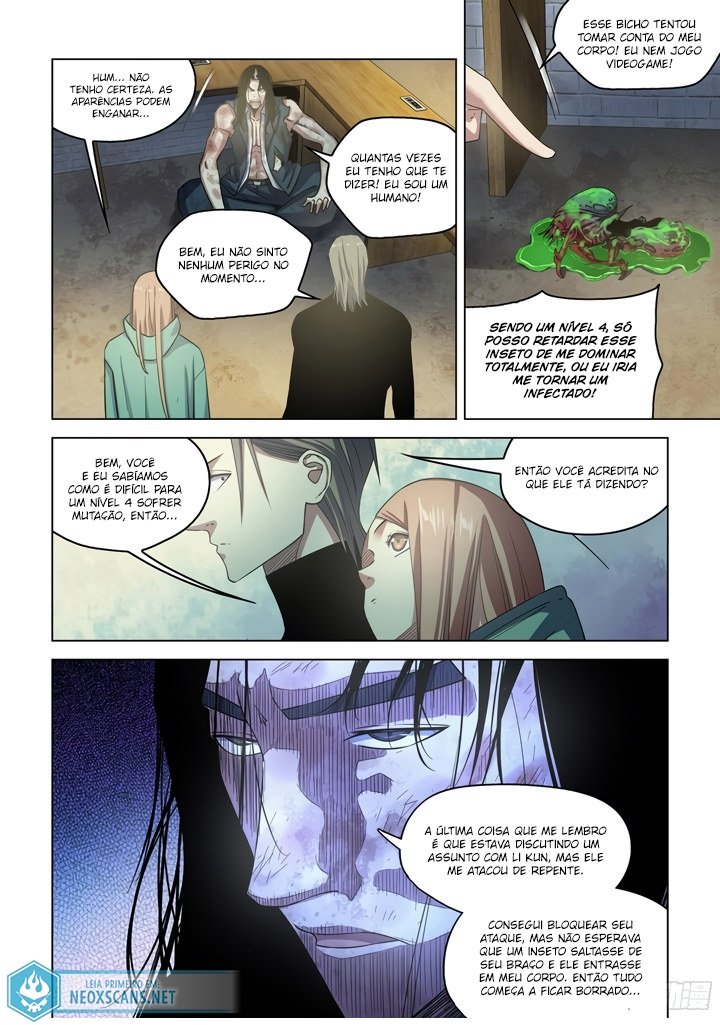 HUM... NÃO
TENHO CERTEZA. AS
APARÊNCIAS PODEM
ENGANAR...
QUANTAS VEZES
EU TENHO QUE TE
DIZER! EU SOU UM
HUMANO!
BEM, EU NÃO SINTO
NENHUM PERIGO NO
MOMENTO...
ESSE BICHO TENTOU
TOMAR CONTA DO MEU
CORPO! EU NEM JOGO
VIDEOGAME!
SENDO UM NÍVEL 4, SÓ
POSSO RETARDAR ESSE
INSETO DE ME DOMINAR
TOTALMENTE, OU EU IRIA
ME TORNAR UM
INFECTADO!
BEM, VOCÊ
E EU SABÍAMOS
COMO É DIFÍCIL PARA
UM NÍVEL 4 SOFRER
MUTAÇÃO, ENTÃO...
ENTÃO VOCÊ ACREDITA NO
QUE ELE TÁ DIZENDO?
A ÚLTIMA COISA QUE ME LEMBRO
É QUE ESTAVA DISCUTINDO UM
ASSUNTO COM LI KUN, MAS ELE
ME ATACOU DE REPENTE.
CONSEGUI BLOQUEAR SEU
ATAQUE, MAS NÃO ESPERAVA
QUE UM INSETO SALTASSE DE
SEU BRAÇO E ELE ENTRASSE
EM MEU CORPO. ENTÃO TUDO
COMEÇA A FICAR BORRADO...
LEIA PRIMEIRO EM:
NEOXSCANS.NET